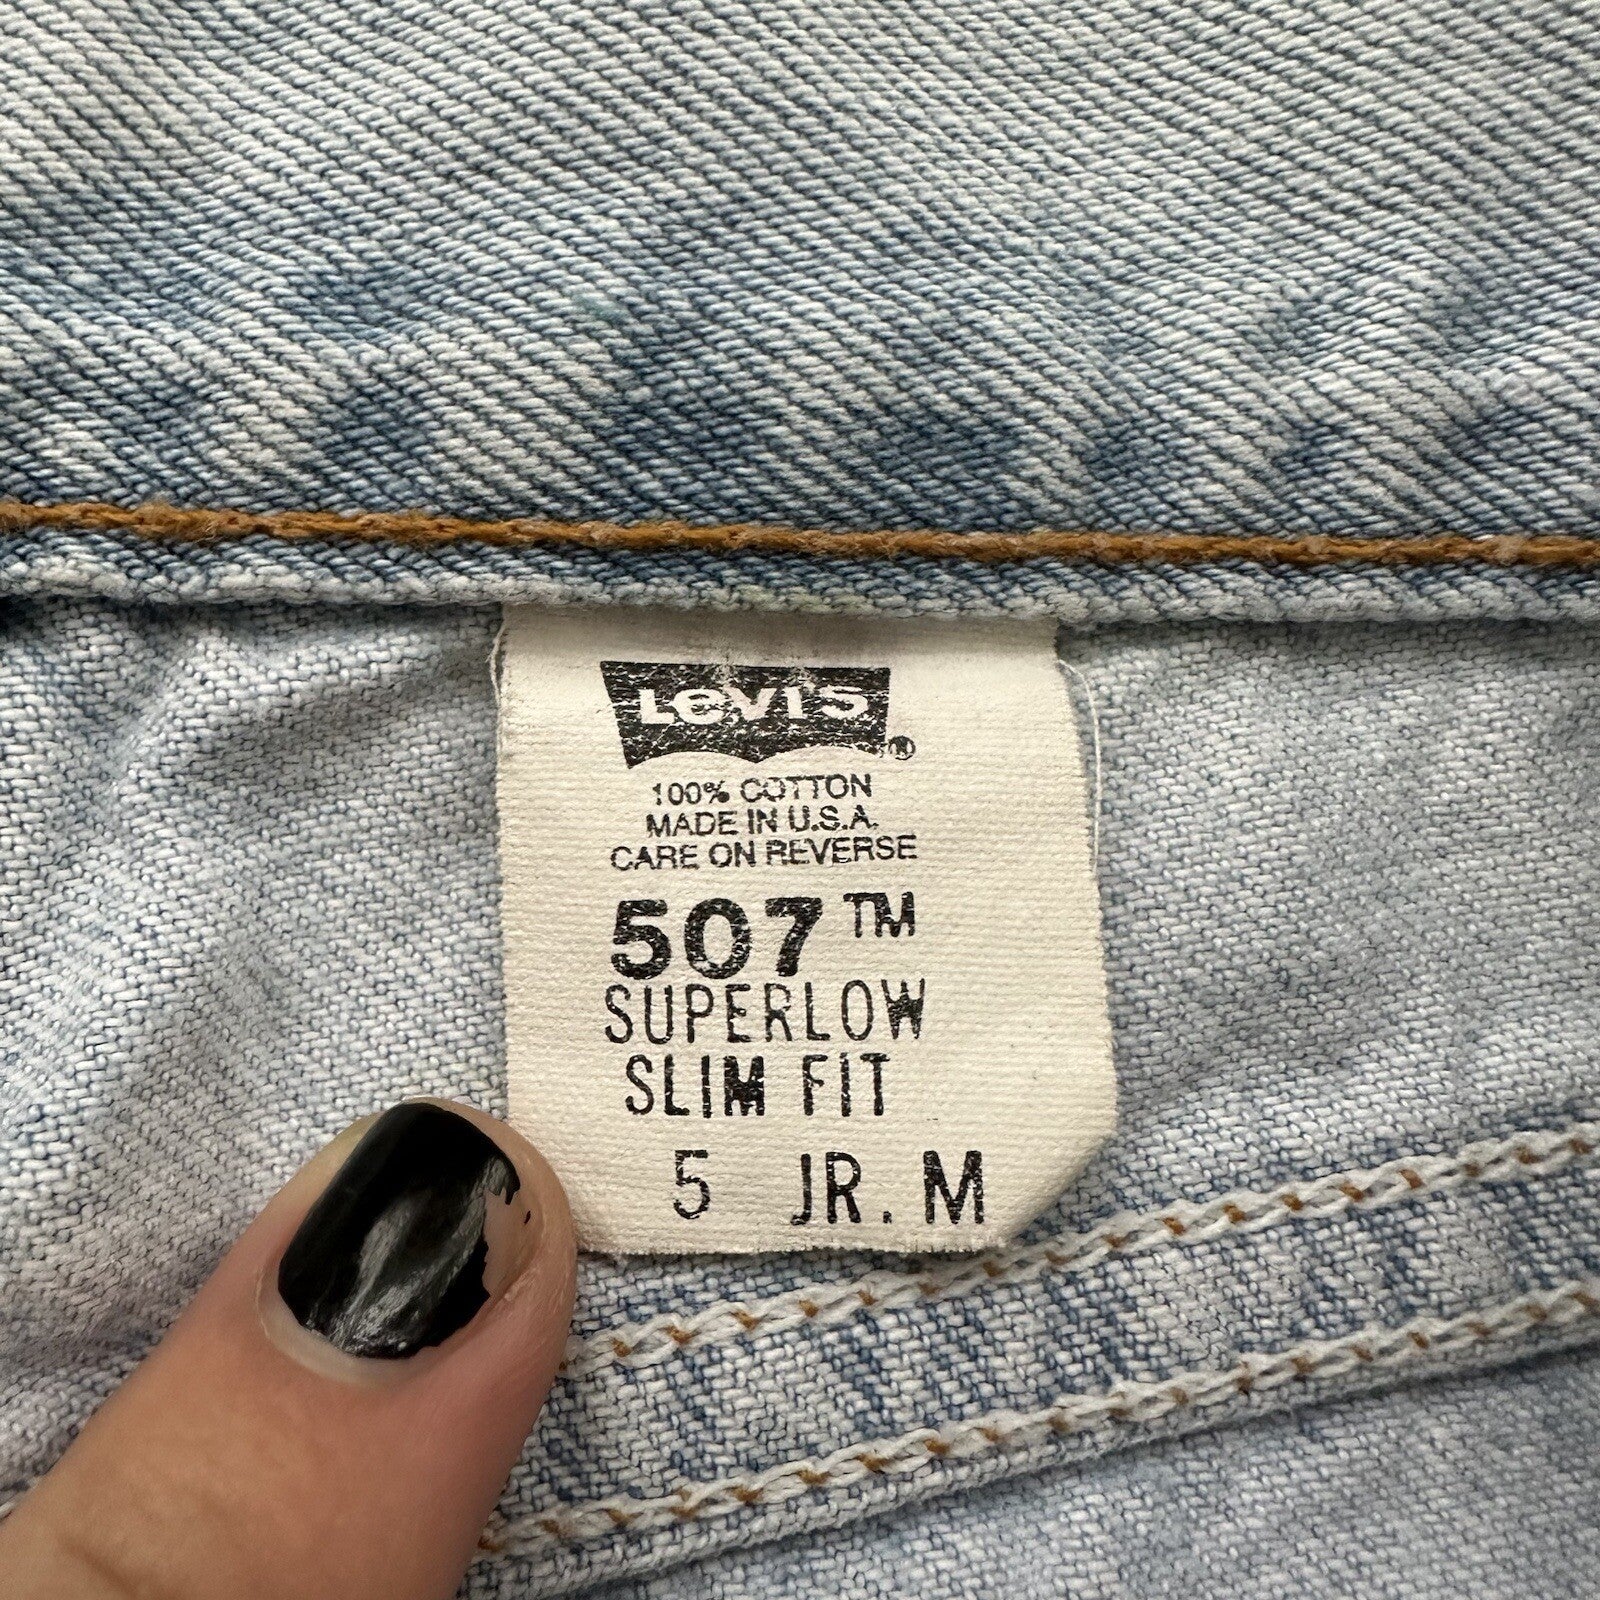 Levi's ®
100% COTTON
MADE IN U.S.A.
CARE ON REVERSE
507™
SUPERLOW
SLIM FIT
5 JR. M